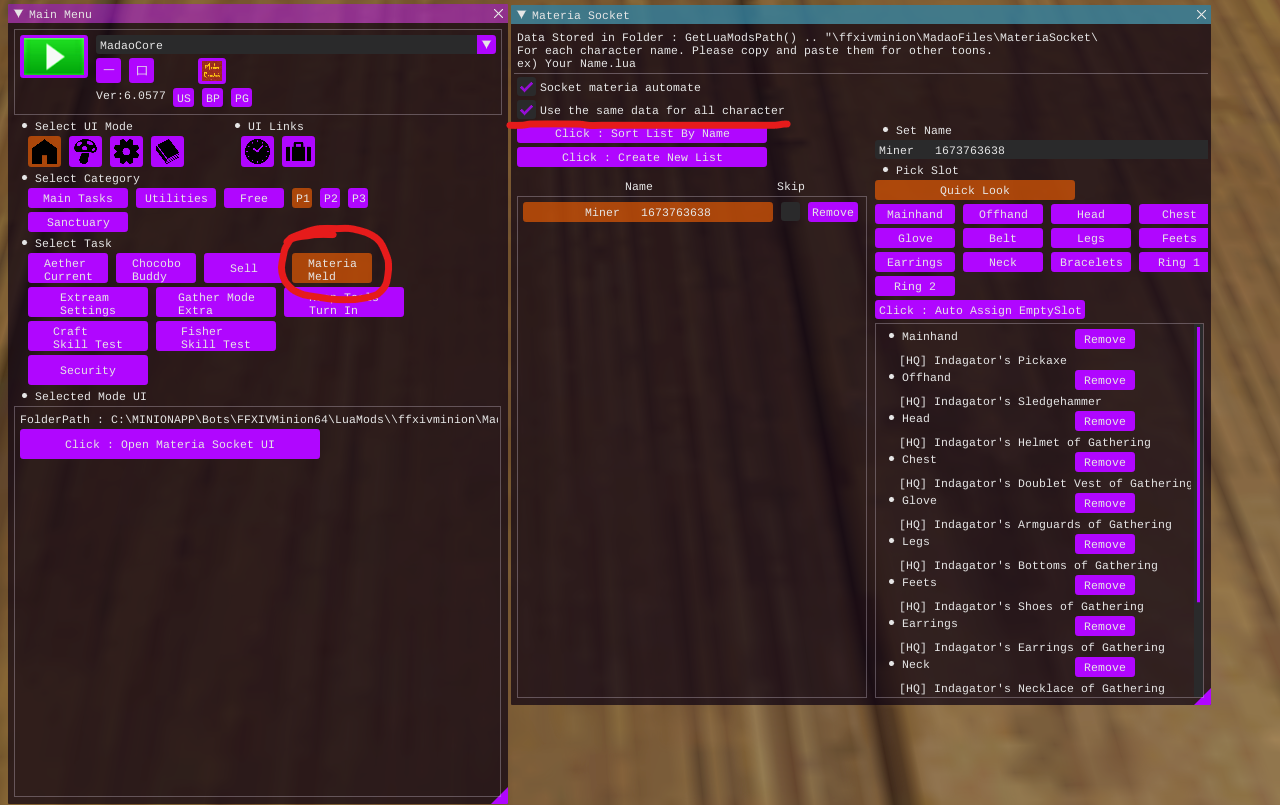 Main Menu
MadaoCore
Ver:6.0577
US
BP
PG
Select UI Mode
UI Links
Select Category
Main Tasks
Utilities
Free
P1
P2
P3
Sanctuary
Select Task
Aether
Current
Chocobo
Buddy
Sell
Materia
Meld
Extream
Settings
Gather Mode
Extra
Turn In
Craft
Skill Test
Fisher
Skill Test
Security
Selected Mode UI
FolderPath : C:\MINIONAPP\Bots\FFXIVMinion64\LuaMods\\ffxivminion\Ma
Click : Open Materia Socket UI
Materia Socket
Data Stored in Folder : GetLuaModsPath() .. "\ffxivminion\MadaoFiles\MateriaSocket\
For each character name. Please copy and paste them for other toons.
ex) Your Name.lua
Socket materia automate
Use the same data for all character
Click : Sort List By Name
Click : Create New List
Name
Skip
Miner 1673763638
Remove
Set Name
Miner 1673763638
Pick Slot
Quick Look
Mainhand
Offhand
Head
Chest
Glove
Belt
Legs
Feets
Earrings
Neck
Bracelets
Ring 1
Ring 2
Click : Auto Assign EmptySlot
Mainhand
Remove
[HQ] Indagator's Pickaxe
Offhand
Remove
[HQ] Indagator's Sledgehammer
Head
Remove
[HQ] Indagator's Helmet of Gathering
Chest
Remove
[HQ] Indagator's Doublet Vest of Gathering
Glove
Remove
[HQ] Indagator's Armguards of Gathering
Legs
Remove
[HQ] Indagator's Bottoms of Gathering
Feets
Remove
[HQ] Indagator's Shoes of Gathering
Earrings
Remove
[HQ] Indagator's Earrings of Gathering
Neck
Remove
[HQ] Indagator's Necklace of Gathering